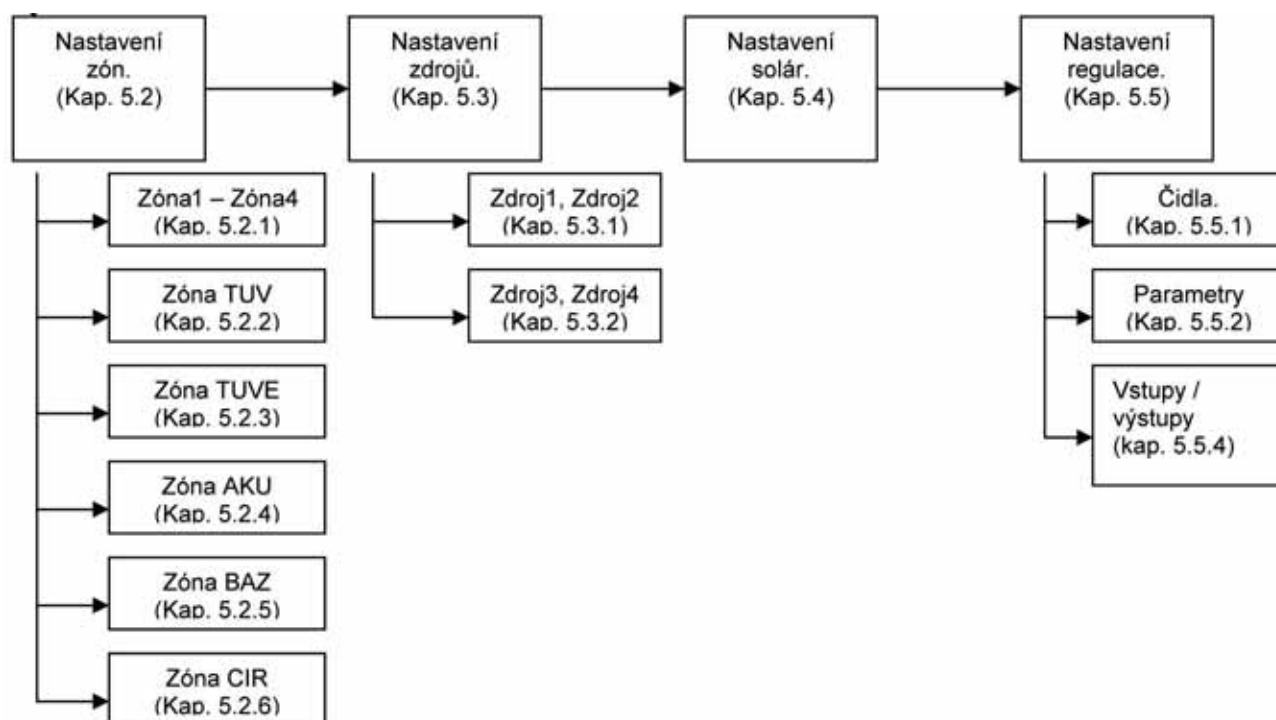 Nastavení
zón.
(Kap. 5.2)
Nastavení
zdrojů.
(Kap. 5.3)
Nastavení
solár.
(Kap. 5.4)
Nastavení
regulace.
(Kap. 5.5)
Zóna1 – Zóna4
(Kap. 5.2.1)
Zóna TUV
(Kap. 5.2.2)
Zóna TUVE
(Kap. 5.2.3)
Zóna AKU
(Kap. 5.2.4)
Zóna BAZ
(Kap. 5.2.5)
Zóna CIR
(Kap. 5.2.6)
Zdroj1, Zdroj2
(Kap. 5.3.1)
Zdroj3, Zdroj4
(Kap. 5.3.2)
Čidla.
(Kap. 5.5.1)
Parametry
(Kap. 5.5.2)
Vstupy /
výstupy
(kap. 5.5.4)